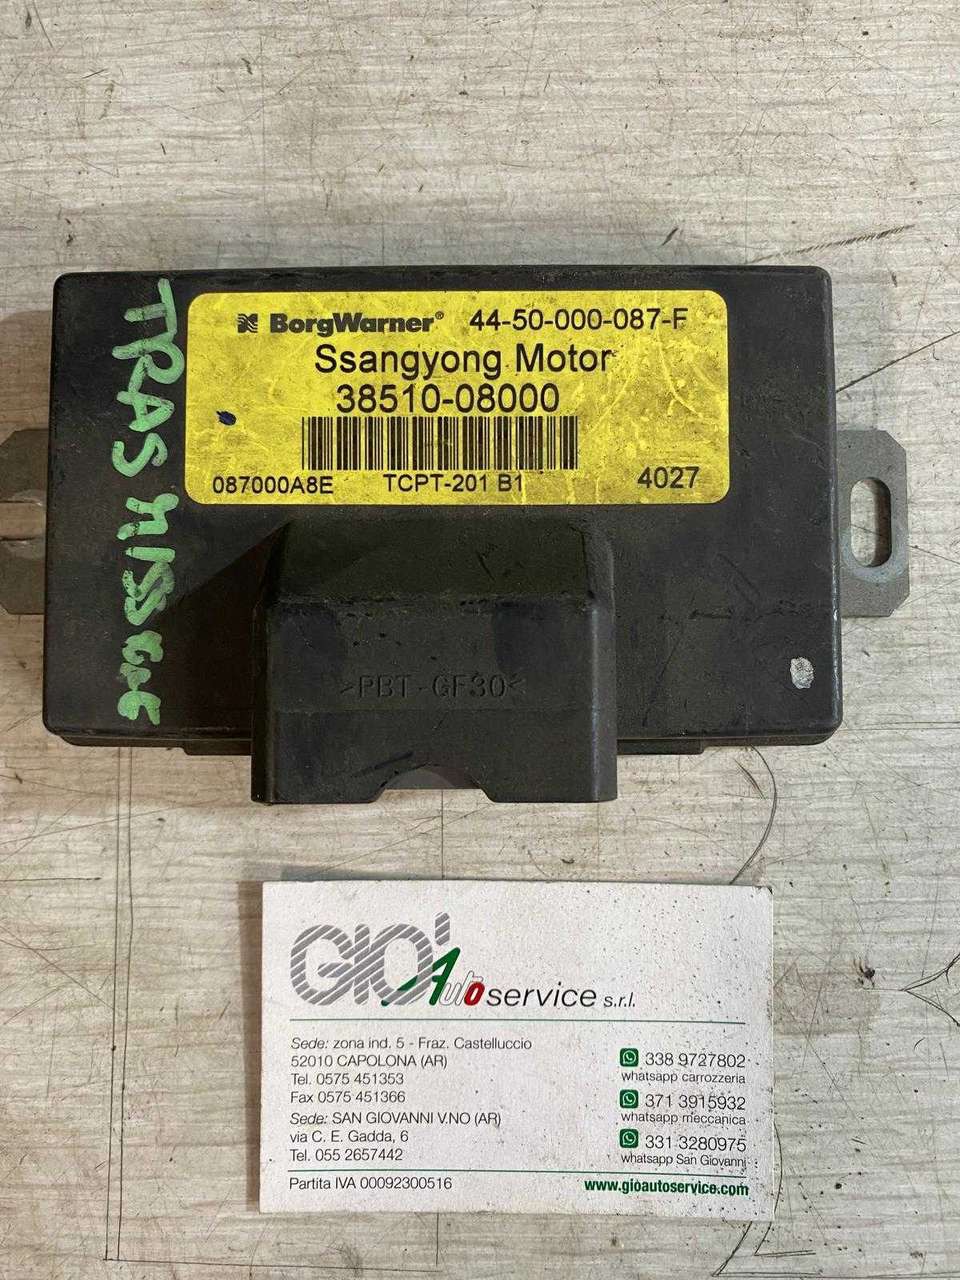 BorgWarner® 44-50-000-087-F
Ssangyong Motor
38510-08000
087000A8E TCPT-201 B1 4027
TRASMISSIONE
>PBT-GF30<
GIO' Auto service s.r.l.
Sede: zona ind. 5 - Fraz. Castelluccio
52010 CAPOLONA (AR)
Tel. 0575 451353
Fax 0575 451366
Sede: SAN GIOVANNI V.NO (AR)
via C. E. Gadda, 6
Tel. 055 2657442
338 9727802
whatsapp carrozzeria
371 3915932
whatsapp meccanica
331 3280975
whatsapp San Giovanni
Partita IVA 00092300516
www.gioautoservice.com